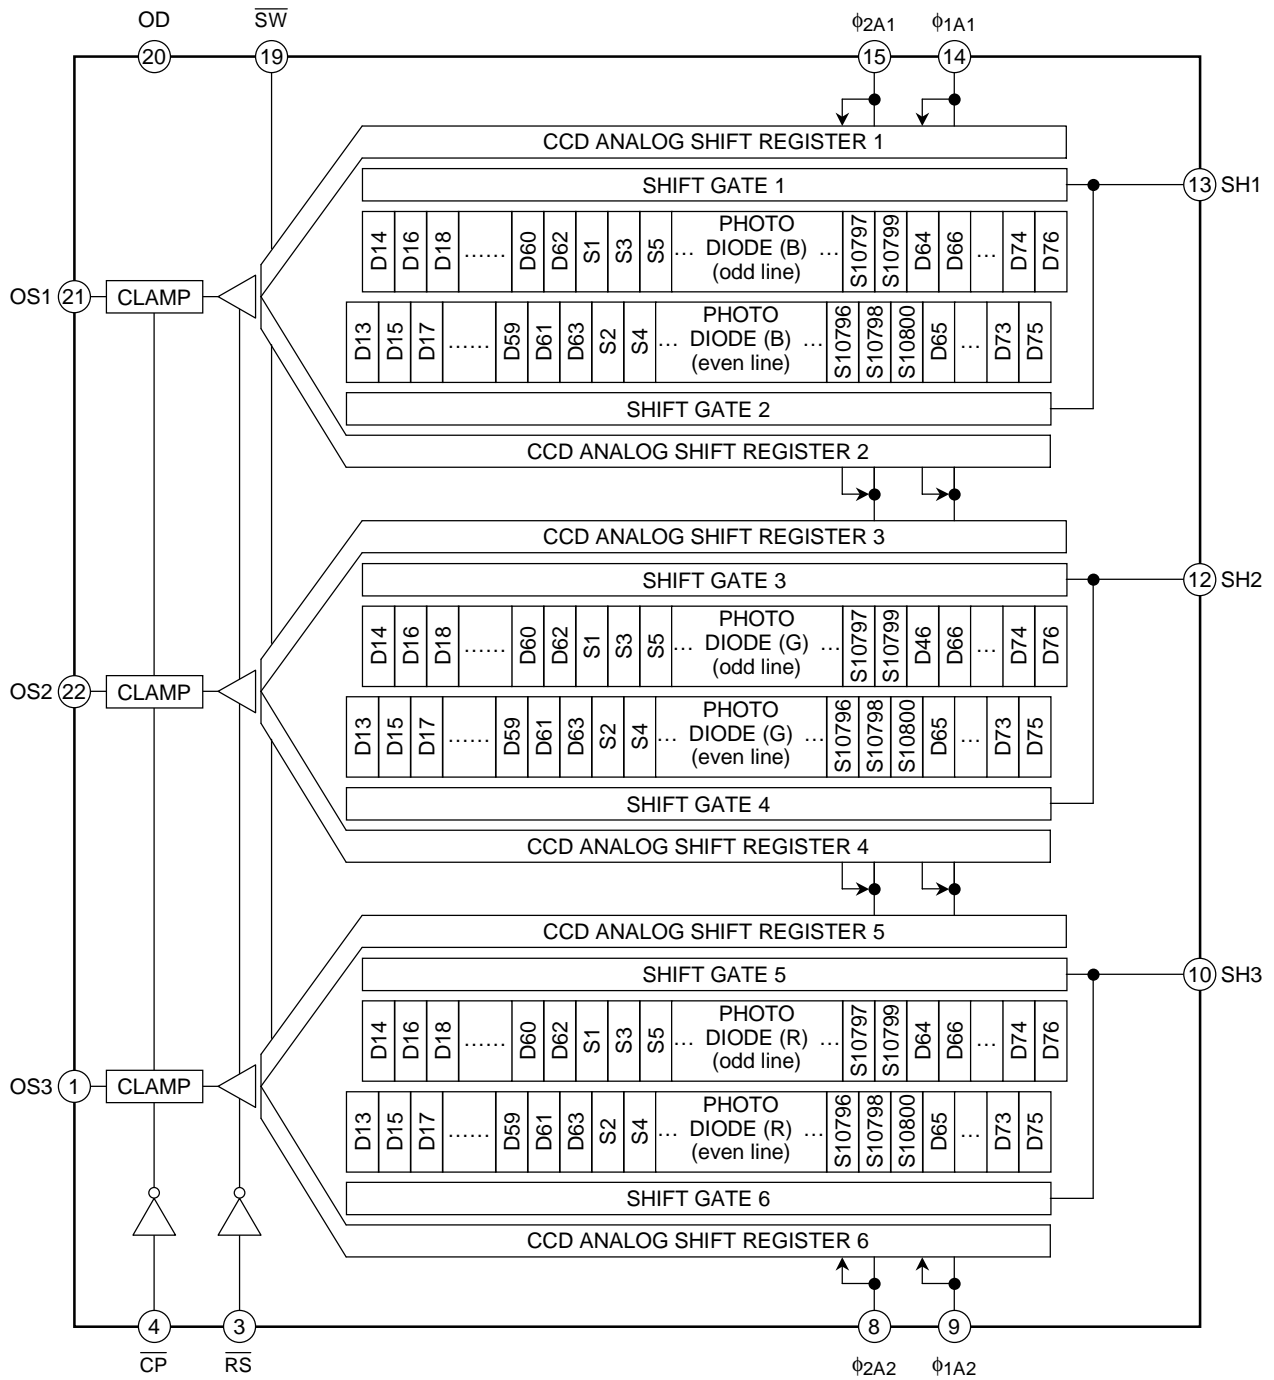 OD
SW
ϕ2A1
ϕ1A1
20
19
15
14
CCD ANALOG SHIFT REGISTER 1
SHIFT GATE 1
13 SH1
D14 D16 D18 …… D60 D62 S1 S3 S5 … PHOTO DIODE (B) (odd line) … S10797 S10799 D64 D66 … D74 D76
OS1 21 CLAMP
D13 D15 D17 …… D59 D61 D63 S2 S4 … PHOTO DIODE (B) (even line) … S10796 S10798 S10800 D65 … D73 D75
SHIFT GATE 2
CCD ANALOG SHIFT REGISTER 2
CCD ANALOG SHIFT REGISTER 3
SHIFT GATE 3
12 SH2
D14 D16 D18 …… D60 D62 S1 S3 S5 … PHOTO DIODE (G) (odd line) … S10797 S10799 D46 D66 … D74 D76
OS2 22 CLAMP
D13 D15 D17 …… D59 D61 D63 S2 S4 … PHOTO DIODE (G) (even line) … S10796 S10798 S10800 D65 … D73 D75
SHIFT GATE 4
CCD ANALOG SHIFT REGISTER 4
CCD ANALOG SHIFT REGISTER 5
SHIFT GATE 5
10 SH3
D14 D16 D18 …… D60 D62 S1 S3 S5 … PHOTO DIODE (R) (odd line) … S10797 S10799 D64 D66 … D74 D76
OS3 1 CLAMP
D13 D15 D17 …… D59 D61 D63 S2 S4 … PHOTO DIODE (R) (even line) … S10796 S10798 S10800 D65 … D73 D75
SHIFT GATE 6
CCD ANALOG SHIFT REGISTER 6
4
3
8
9
CP
RS
ϕ2A2
ϕ1A2